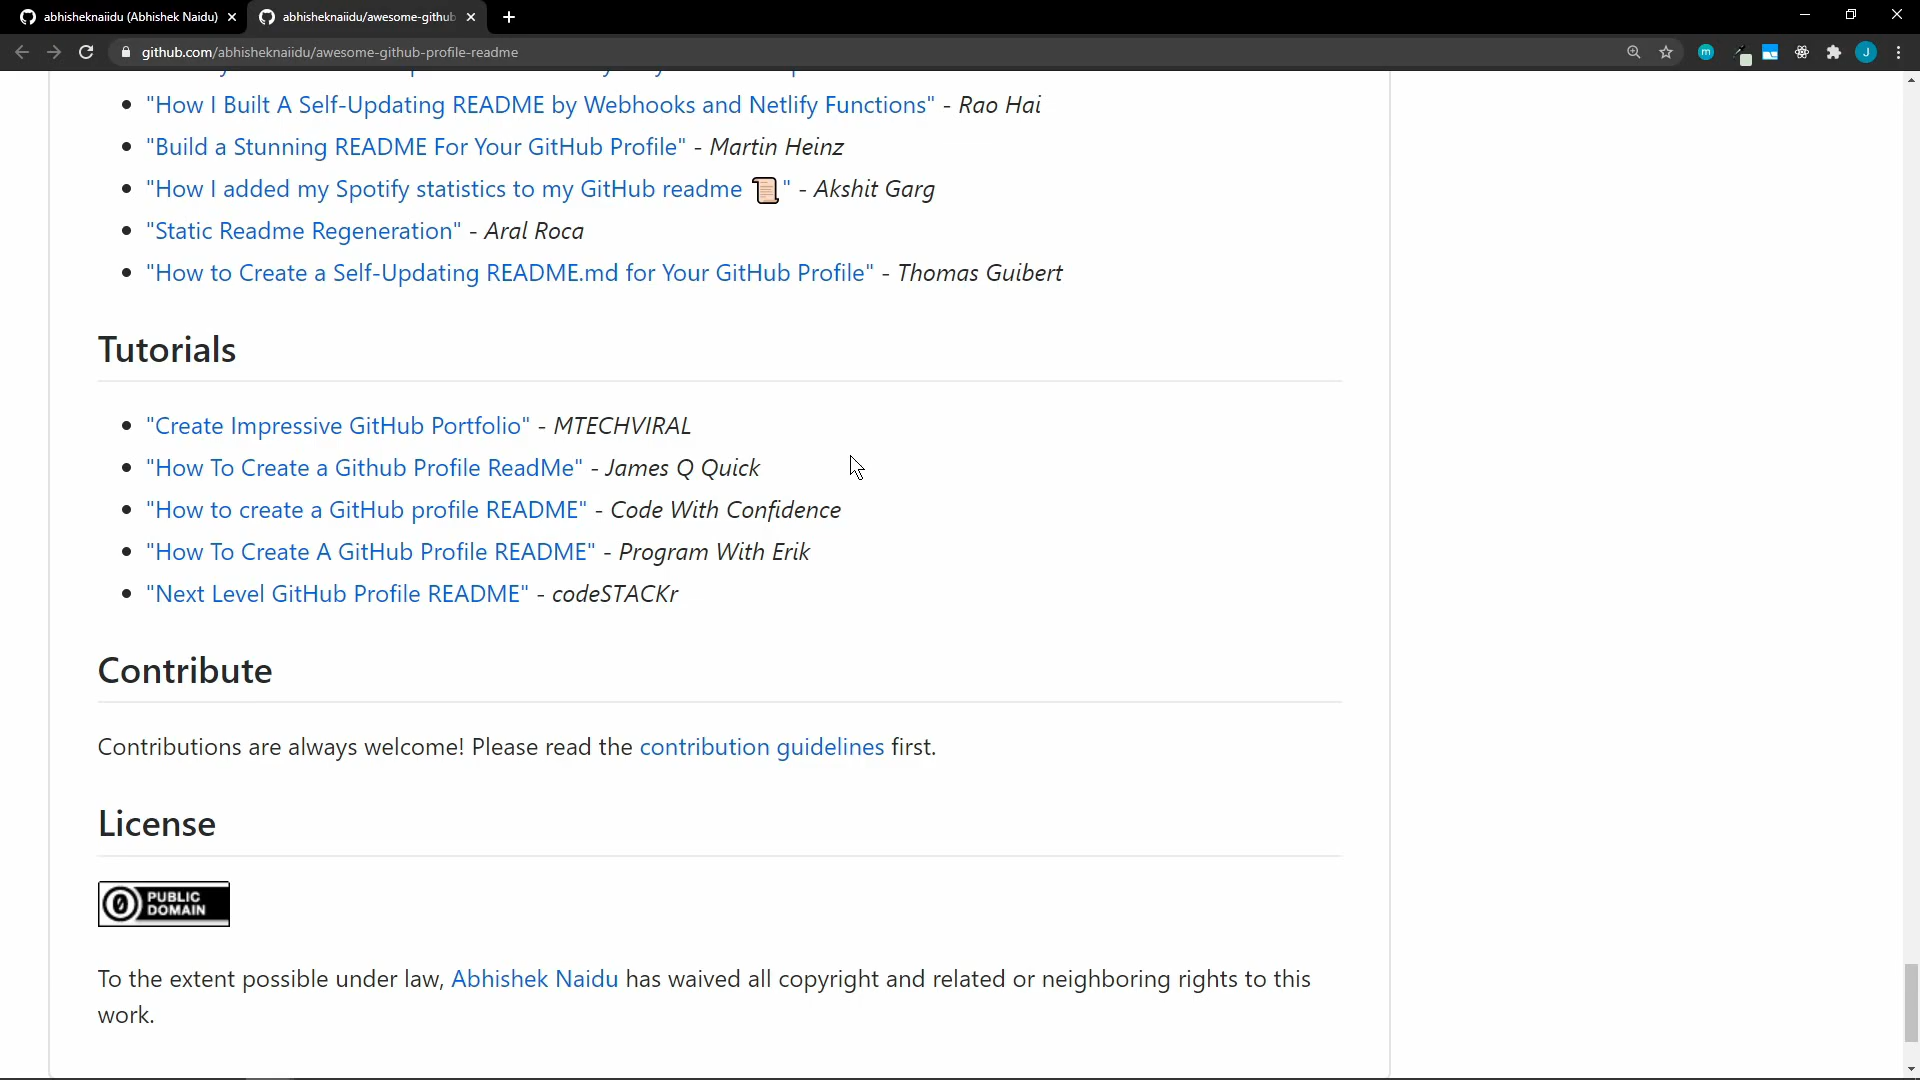 abhisheknaiidu (Abhishek Naidu)
abhisheknaiidu/awesome-github
github.com/abhisheknaiidu/awesome-github-profile-readme
m
J
"How I Built A Self-Updating README by Webhooks and Netlify Functions" - Rao Hai
"Build a Stunning README For Your GitHub Profile" - Martin Heinz
"How I added my Spotify statistics to my GitHub readme 📜" - Akshit Garg
"Static Readme Regeneration" - Aral Roca
"How to Create a Self-Updating README.md for Your GitHub Profile" - Thomas Guibert
Tutorials
"Create Impressive GitHub Portfolio" - MTECHVIRAL
"How To Create a Github Profile ReadMe" - James Q Quick
"How to create a GitHub profile README" - Code With Confidence
"How To Create A GitHub Profile README" - Program With Erik
"Next Level GitHub Profile README" - codeSTACKr
Contribute
Contributions are always welcome! Please read the contribution guidelines first.
License
0 PUBLIC
DOMAIN
To the extent possible under law, Abhishek Naidu has waived all copyright and related or neighboring rights to this
work.